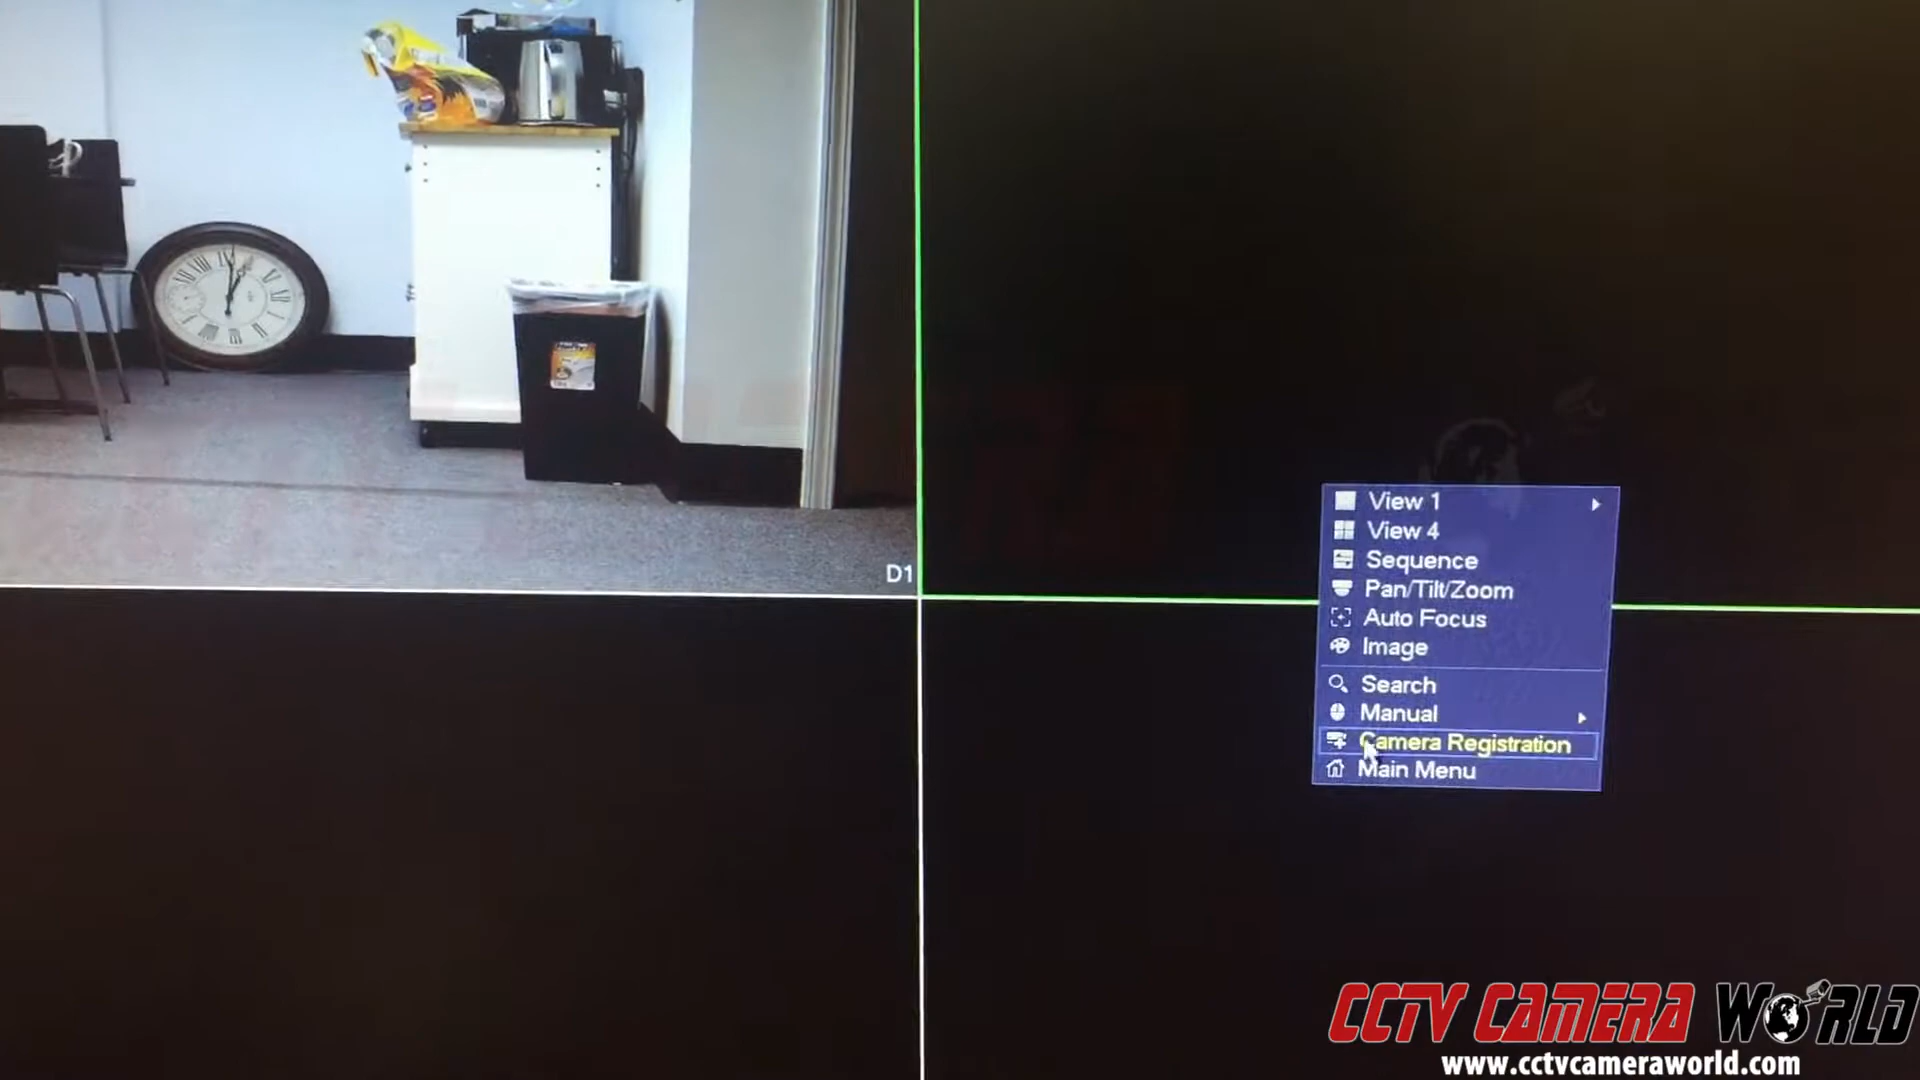 D1
View 1
View 4
Sequence
Pan/Tilt/Zoom
Auto Focus
Image
Search
Manual
Camera Registration
Main Menu
CCTV CAMERA WORLD
www.cctvcameraworld.com